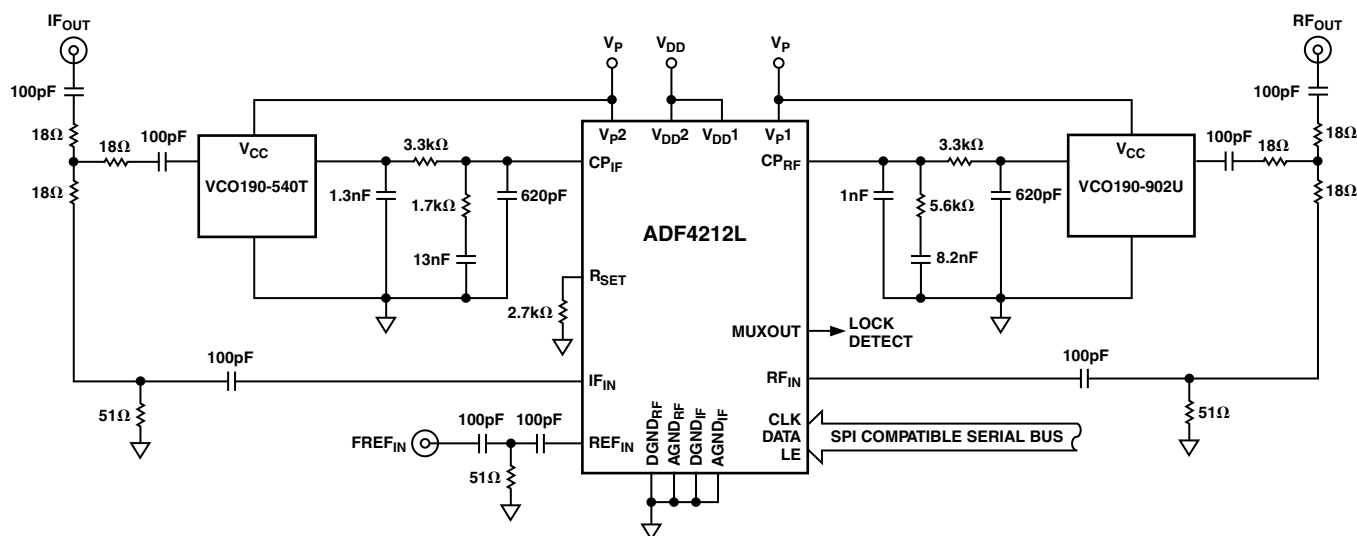 IFOUT
RFOUT
VP
VDD
VP
100pF
100pF
18Ω
18Ω
100pF
VP2
VDD2
VDD1
VP1
18Ω
18Ω
100pF
18Ω
18Ω
VCC
VCO190-540T
3.3kΩ
CPIF
CPRF
3.3kΩ
VCC
VCO190-902U
1.3nF
1.7kΩ
620pF
1nF
5.6kΩ
620pF
13nF
8.2nF
ADF4212L
RSET
2.7kΩ
MUXOUT
LOCK
DETECT
100pF
IFIN
RFIN
100pF
51Ω
51Ω
FREFIN
100pF
100pF
REFIN
51Ω
DGNDRF
AGNDRF
DGNDIF
AGNDIF
CLK
DATA
LE
SPI COMPATIBLE SERIAL BUS